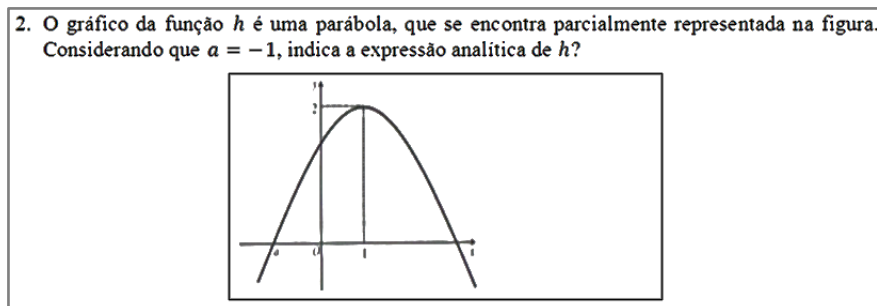 2. O gráfico da função h é uma parábola, que se encontra parcialmente representada na figura.
Considerando que a = −1, indica a expressão analítica de h?
1